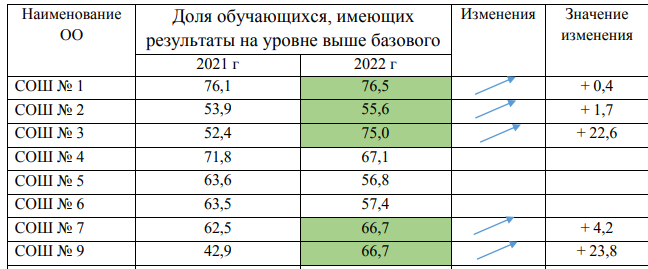 Наименование ОО Доля обучающихся, имеющих результаты на уровне выше базового Изменения Значение изменения
2021 г 2022 г
СОШ № 1 76,1 76,5 + 0,4
СОШ № 2 53,9 55,6 + 1,7
СОШ № 3 52,4 75,0 + 22,6
СОШ № 4 71,8 67,1
СОШ № 5 63,6 56,8
СОШ № 6 63,5 57,4
СОШ № 7 62,5 66,7 + 4,2
СОШ № 9 42,9 66,7 + 23,8